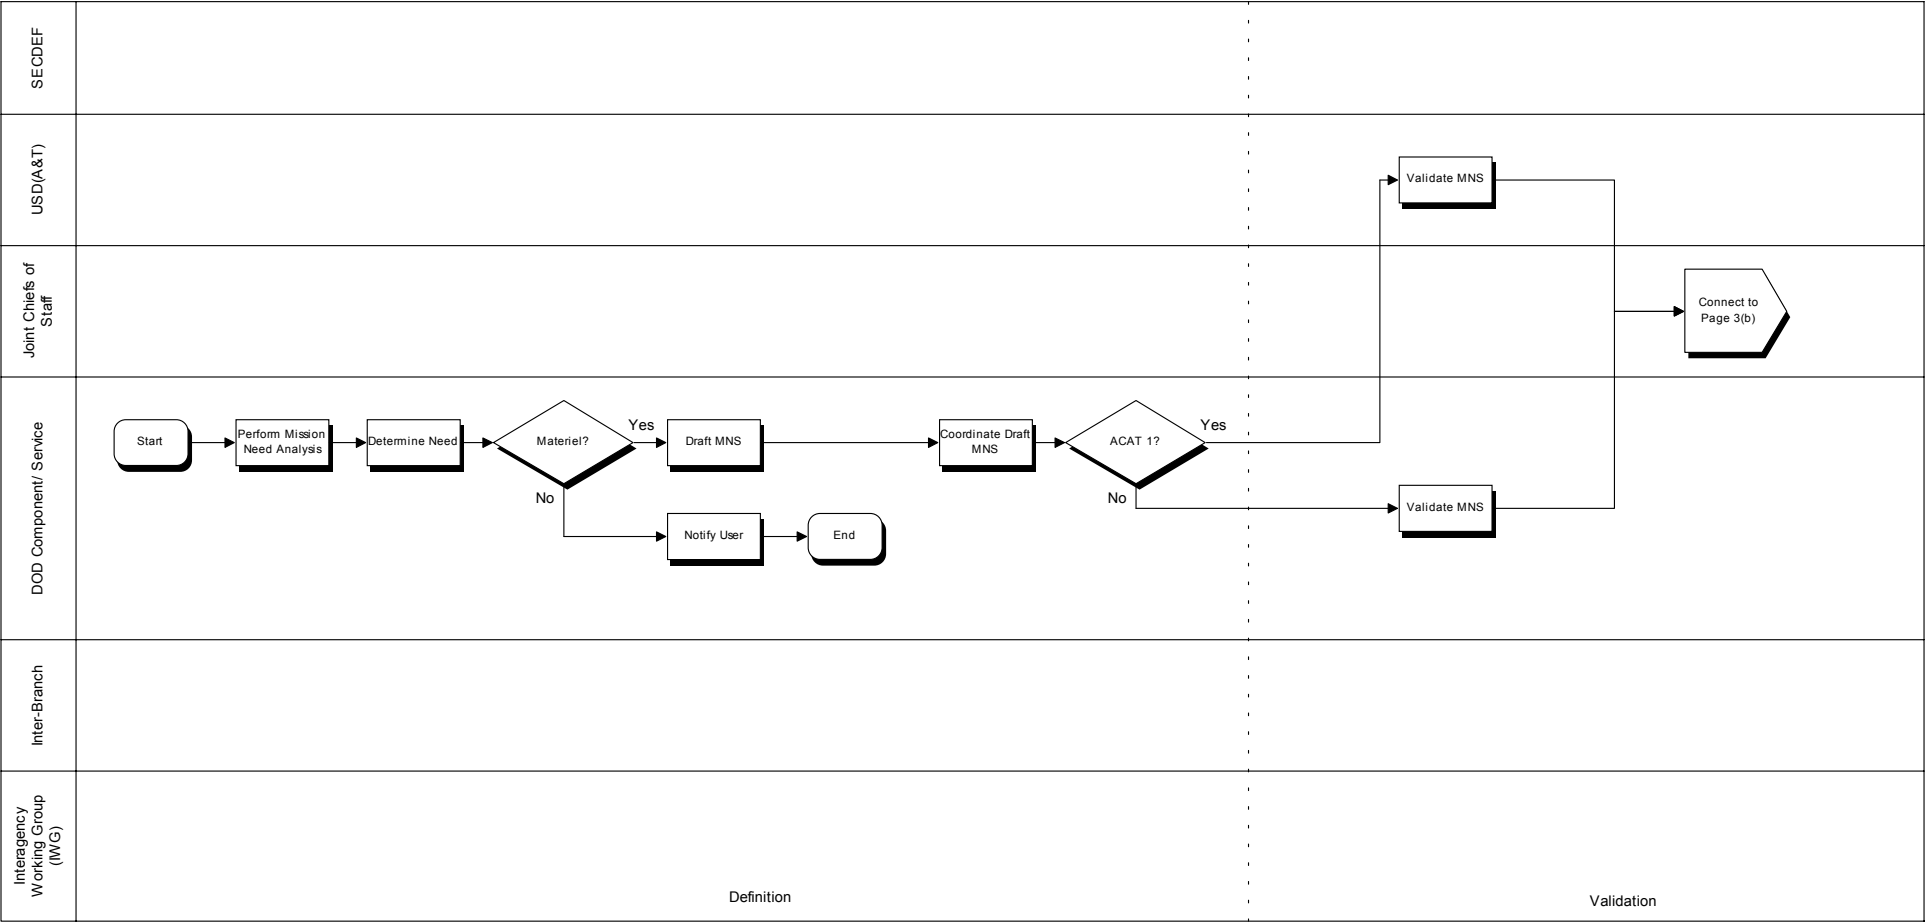 SECDEF
USD(A&T)
Validate MNS
Joint Chiefs of
Staff
Connect to
Page 3(b)
DOD Component/ Service
Start
Perform Mission
Need Analysis
Determine Need
Materiel?
Yes
Draft MNS
Coordinate Draft
MNS
ACAT 1?
Yes
No
No
Validate MNS
Notify User
End
Inter-Branch
Interagency
Working Group
(IWG)
Definition
Validation